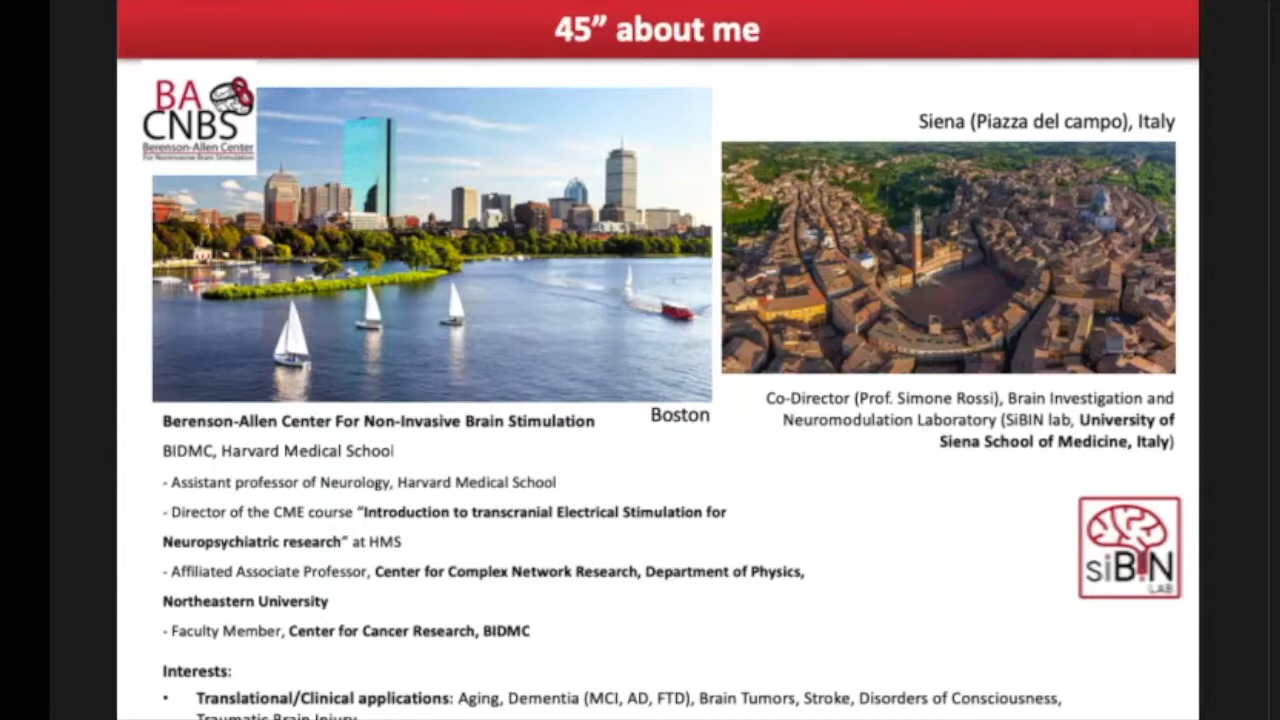 45” about me
BA
CNBS
Berenson-Allen Center
For Noninvasive Brain Stimulation
Siena (Piazza del campo), Italy
Boston
Berenson-Allen Center For Non-Invasive Brain Stimulation
BIDMC, Harvard Medical School
- Assistant professor of Neurology, Harvard Medical School
- Director of the CME course “Introduction to transcranial Electrical Stimulation for
Neuropsychiatric research” at HMS
- Affiliated Associate Professor, Center for Complex Network Research, Department of Physics,
Northeastern University
- Faculty Member, Center for Cancer Research, BIDMC
Co-Director (Prof. Simone Rossi), Brain Investigation and
Neuromodulation Laboratory (SiBIN lab, University of
Siena School of Medicine, Italy)
siBIN
LAB
Interests:
• Translational/Clinical applications: Aging, Dementia (MCI, AD, FTD), Brain Tumors, Stroke, Disorders of Consciousness,
Traumatic Brain Injury